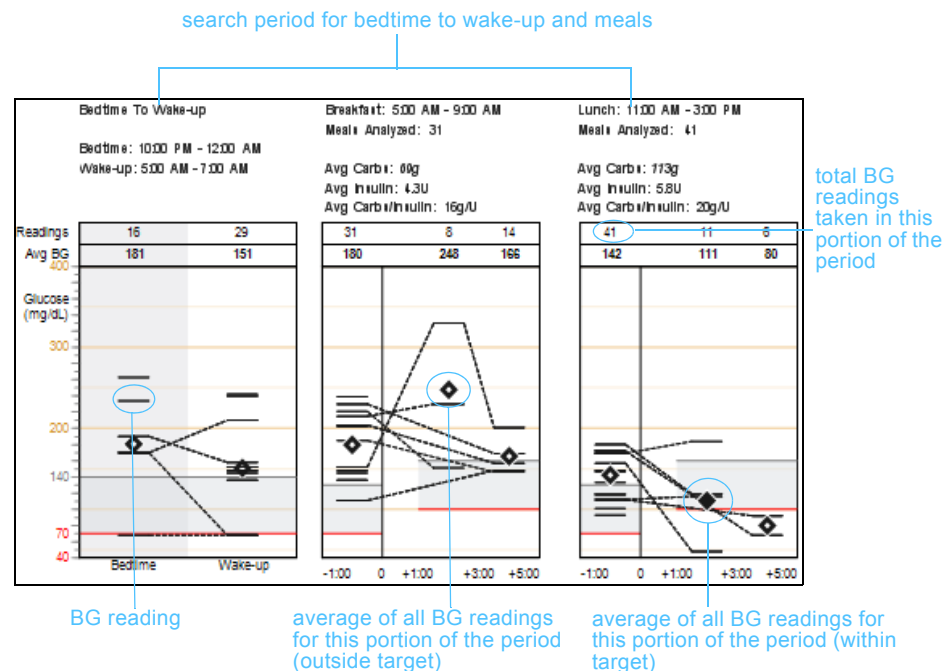 search period for bedtime to wake-up and meals
Bedtime To Wake-up
Bedtime: 10:00 PM - 12:00 AM
Wake-up: 5:00 AM - 7:00 AM
Breakfast: 5:00 AM - 9:00 AM
Meals Analyzed: 31
Avg Carbs: 69g
Avg Insulin: 4.3U
Avg Carbs/Insulin: 16g/U
Lunch: 11:00 AM - 3:00 PM
Meals Analyzed: 41
Avg Carbs: 113g
Avg Insulin: 5.8U
Avg Carbs/Insulin: 20g/U
total BG
readings
taken in this
portion of the
period
Readings 16 29 31 8 14 41 11 6
Avg BG 181 151 180 248 166 142 111 80
400
Glucose
(mg/dL)
300
200
140
70
40
Bedtime Wake-up
-1:00 0 +1:00 +3:00 +5:00
-1:00 0 +1:00 +3:00 +5:00
BG reading
average of all BG readings
for this portion of the period
(outside target)
average of all BG readings for
this portion of the period (within
target)